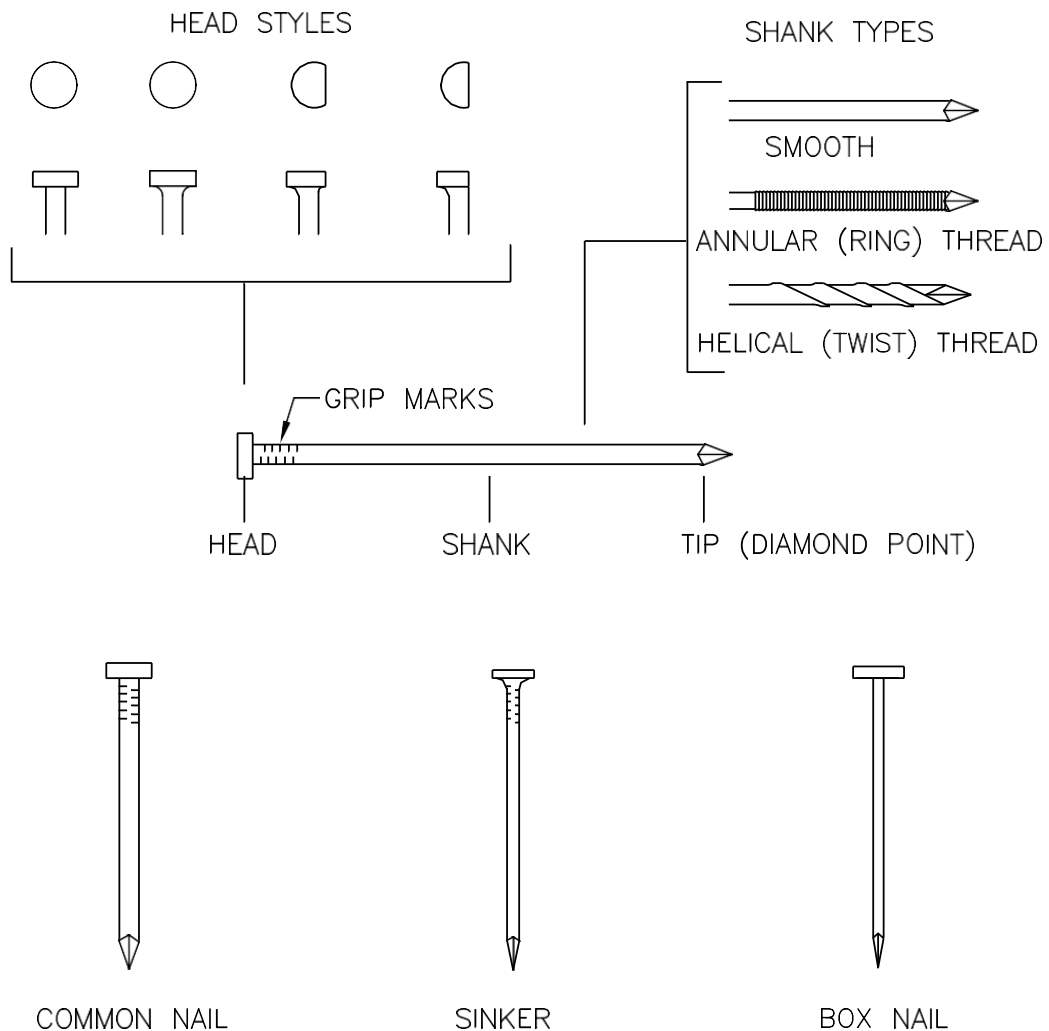 HEAD STYLES
SHANK TYPES
SMOOTH
ANNULAR (RING) THREAD
HELICAL (TWIST) THREAD
GRIP MARKS
HEAD
SHANK
TIP (DIAMOND POINT)
COMMON NAIL
SINKER
BOX NAIL